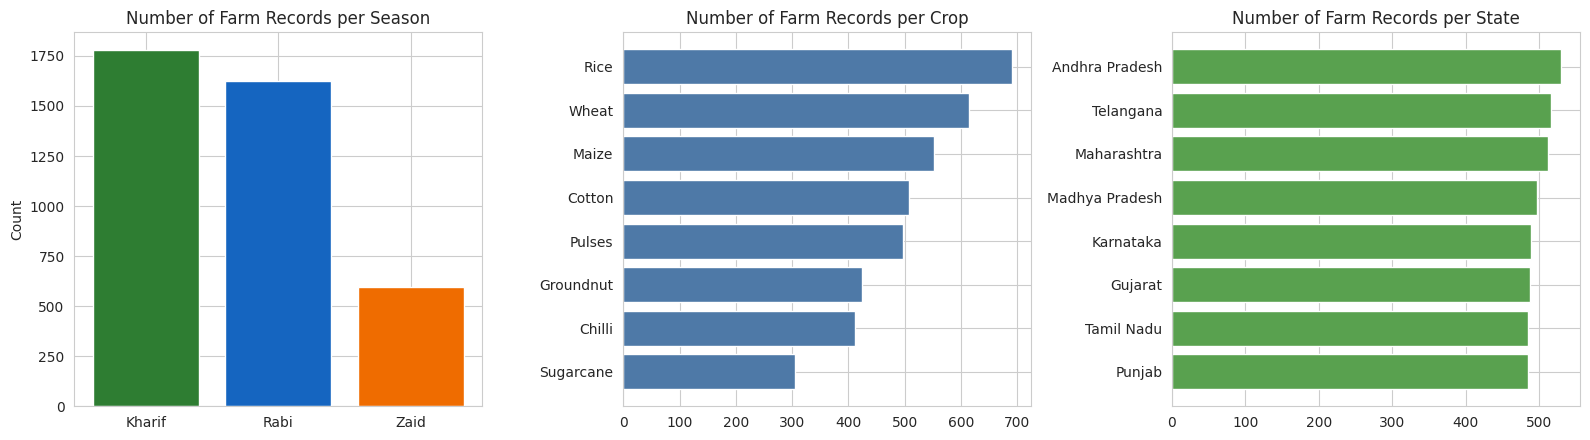 Number of Farm Records per Season
Count
1750
1500
1250
1000
750
500
250
0
Kharif
Rabi
Zaid
Number of Farm Records per Crop
Rice
Wheat
Maize
Cotton
Pulses
Groundnut
Chilli
Sugarcane
0 100 200 300 400 500 600 700
Number of Farm Records per State
Andhra Pradesh
Telangana
Maharashtra
Madhya Pradesh
Karnataka
Gujarat
Tamil Nadu
Punjab
0 100 200 300 400 500